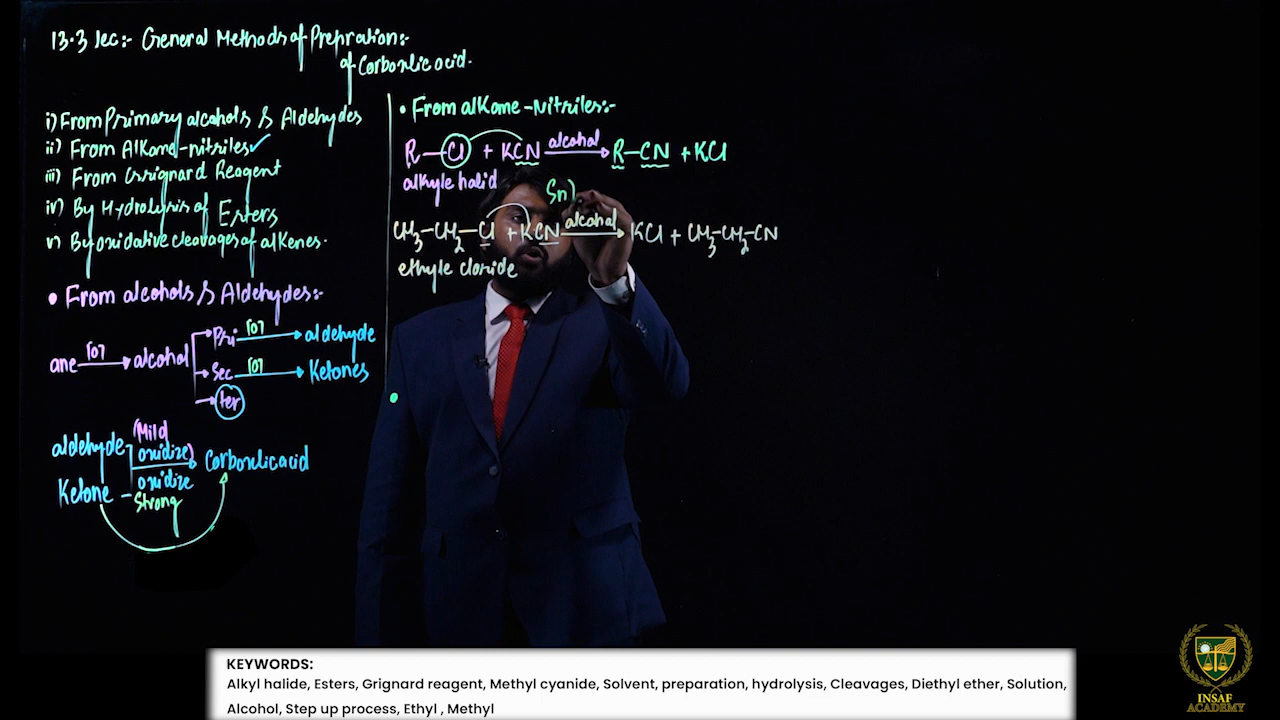 13.3 lec:- General Methods of Prepration:-
of Carboxlic acid.
i) From Primary alcohols & Aldehydes
ii) From Alkane-nitriles ✓
iii) From Grignard Reagent
iv) By Hydrolysis of Esters
v) By oxidative cleavages of alkenes.
• From alcohols & Aldehydes:-
ane [O] → alcohol
Pri [O] → aldehyde
Sec [O] → Ketones
ter
aldehyde (Mild oxidize) → Carboxlic acid
Ketone - oxidize Strong
• From alkane-Nitriles:-
R—Cl + KCN alcohal → R—CN + KCl
alkyle halid
Sn)
CH3-CH2-Cl + KCN alcohal → KCl + CH3-CH2-CN
ethyle cloride
KEYWORDS:
Alkyl halide, Esters, Grignard reagent, Methyl cyanide, Solvent, preparation, hydrolysis, Cleavages, Diethyl ether, Solution,
Alcohol, Step up process, Ethyl , Methyl
INSAF
ACADEMY